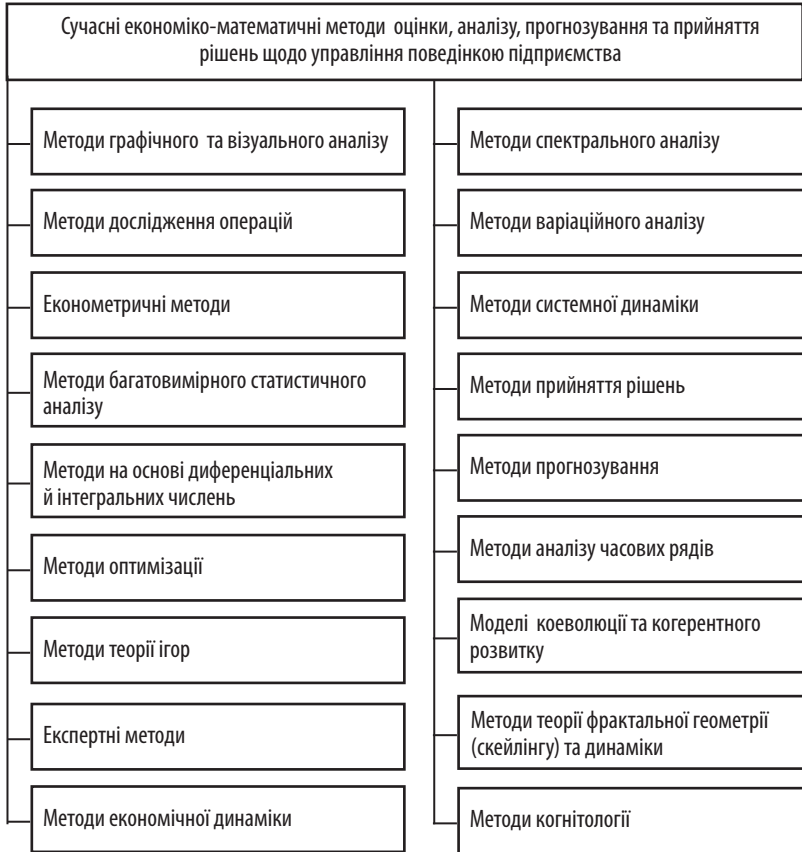 Сучасні економіко-математичні методи оцінки, аналізу, прогнозування та прийняття
рішень щодо управління поведінкою підприємства
Методи графічного та візуального аналізу
Методи дослідження операцій
Економетричні методи
Методи багатовимірного статистичного
аналізу
Методи на основі диференціальних
й інтегральних числень
Методи оптимізації
Методи теорії ігор
Експертні методи
Методи економічної динаміки
Методи спектрального аналізу
Методи варіаційного аналізу
Методи системної динаміки
Методи прийняття рішень
Методи прогнозування
Методи аналізу часових рядів
Моделі коеволюції та когерентного
розвитку
Методи теорії фрактальної геометрії
(скейлінгу) та динаміки
Методи когнітології